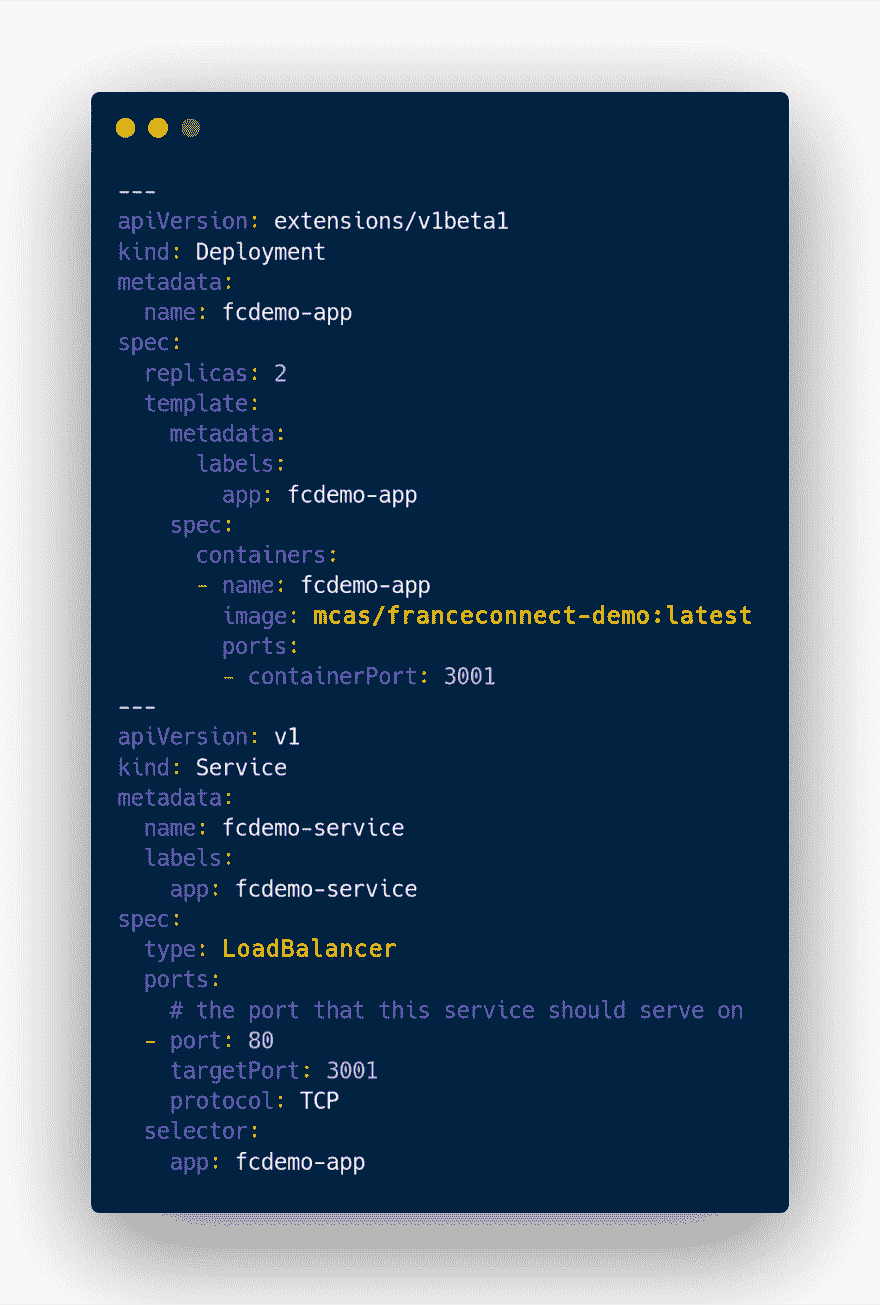 ---
apiVersion: extensions/v1beta1
kind: Deployment
metadata:
  name: fcdemo-app
spec:
  replicas: 2
  template:
    metadata:
      labels:
        app: fcdemo-app
    spec:
      containers:
      - name: fcdemo-app
        image: mcas/franceconnect-demo:latest
        ports:
        - containerPort: 3001
---
apiVersion: v1
kind: Service
metadata:
  name: fcdemo-service
  labels:
    app: fcdemo-service
spec:
  type: LoadBalancer
  ports:
    # the port that this service should serve on
  - port: 80
    targetPort: 3001
    protocol: TCP
  selector:
    app: fcdemo-app